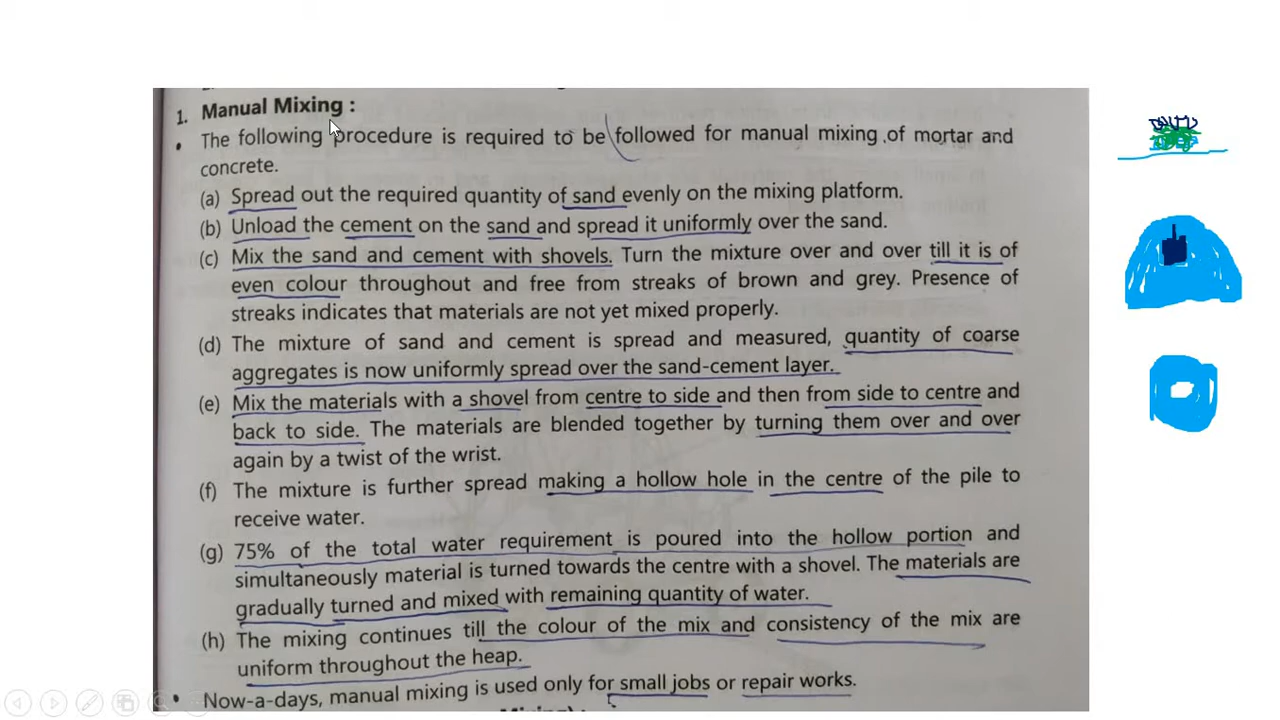 1. Manual Mixing :
• The following procedure is required to be followed for manual mixing of mortar and
concrete.
(a) Spread out the required quantity of sand evenly on the mixing platform.
(b) Unload the cement on the sand and spread it uniformly over the sand.
(c) Mix the sand and cement with shovels. Turn the mixture over and over till it is of
even colour throughout and free from streaks of brown and grey. Presence of
streaks indicates that materials are not yet mixed properly.
(d) The mixture of sand and cement is spread and measured, quantity of coarse
aggregates is now uniformly spread over the sand-cement layer.
(e) Mix the materials with a shovel from centre to side and then from side to centre and
back to side. The materials are blended together by turning them over and over
again by a twist of the wrist.
(f) The mixture is further spread making a hollow hole in the centre of the pile to
receive water.
(g) 75% of the total water requirement is poured into the hollow portion and
simultaneously material is turned towards the centre with a shovel. The materials are
gradually turned and mixed with remaining quantity of water.
(h) The mixing continues till the colour of the mix and consistency of the mix are
uniform throughout the heap.
• Now-a-days, manual mixing is used only for small jobs or repair works.